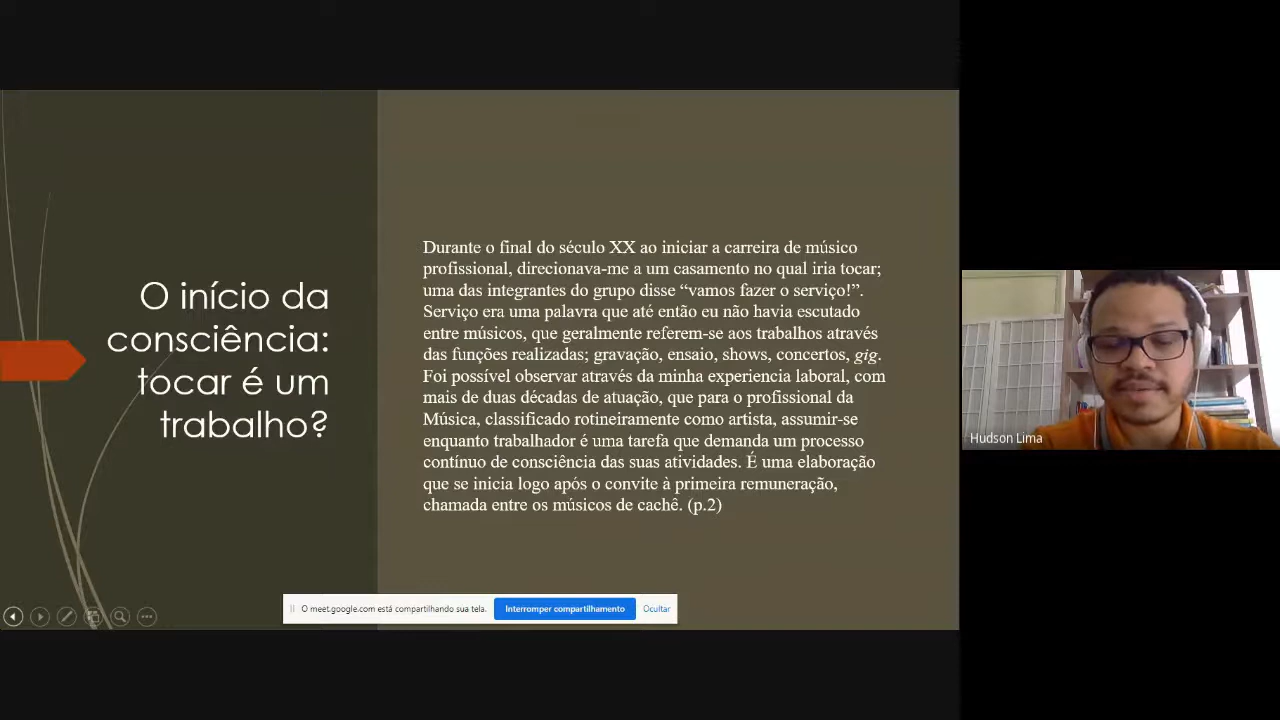 O início da
consciência:
tocar é um
trabalho?
Durante o final do século XX ao iniciar a carreira de músico
profissional, direcionava-me a um casamento no qual iria tocar;
uma das integrantes do grupo disse “vamos fazer o serviço!”.
Serviço era uma palavra que até então eu não havia escutado
entre músicos, que geralmente referem-se aos trabalhos através
das funções realizadas; gravação, ensaio, shows, concertos, gig.
Foi possível observar através da minha experiencia laboral, com
mais de duas décadas de atuação, que para o profissional da
Música, classificado rotineiramente como artista, assumir-se
enquanto trabalhador é uma tarefa que demanda um processo
contínuo de consciência das suas atividades. É uma elaboração
que se inicia logo após o convite à primeira remuneração,
chamada entre os músicos de cachê. (p.2)
Hudson Lima
O meet.google.com está compartilhando sua tela.
Interromper compartilhamento
Ocultar